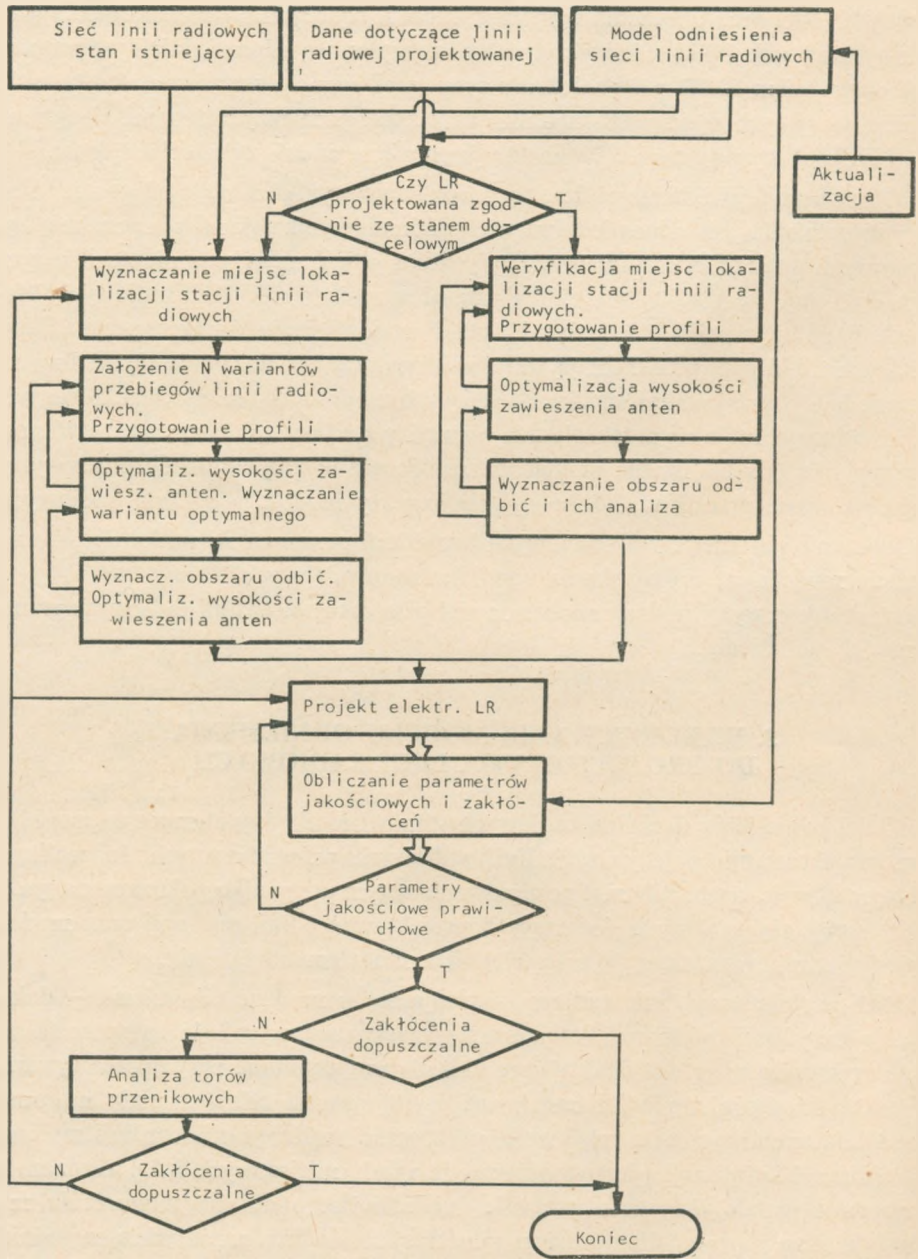 Sieć linii radiowych
stan istniejący
Dane dotyczące linii
radiowej projektowanej
Model odniesienia
sieci linii radiowych
Aktuali-
zacja
N
Czy LR
projektowana zgod-
nie ze stanem do-
celowym
T
Wyznaczanie miejsc loka-
lizacji stacji linii ra-
diowych
Weryfikacja miejsc loka-
lizacji stacji linii ra-
diowych.
Przygotowanie profili
Założenie N wariantów
przebiegów linii radio-
wych.
Przygotowanie profili
Optymalizacja wysokości
zawieszenia anten
Optymaliz. wysokości za-
wiesz. anten. Wyznaczanie
wariantu optymalnego
Wyznaczanie obszaru od-
bić i ich analiza
Wyznacz. obszaru odbić.
Optymaliz. wysokości za-
wieszenia anten
Projekt elektr. LR
Obliczanie parametrów
jakościowych i zakłó-
ceń
N
Parametry
jakościowe prawi-
dłowe
T
N
Zakłócenia
dopuszczalne
Analiza torów
przenikowych
N
Zakłócenia
dopuszczalne
T
Koniec